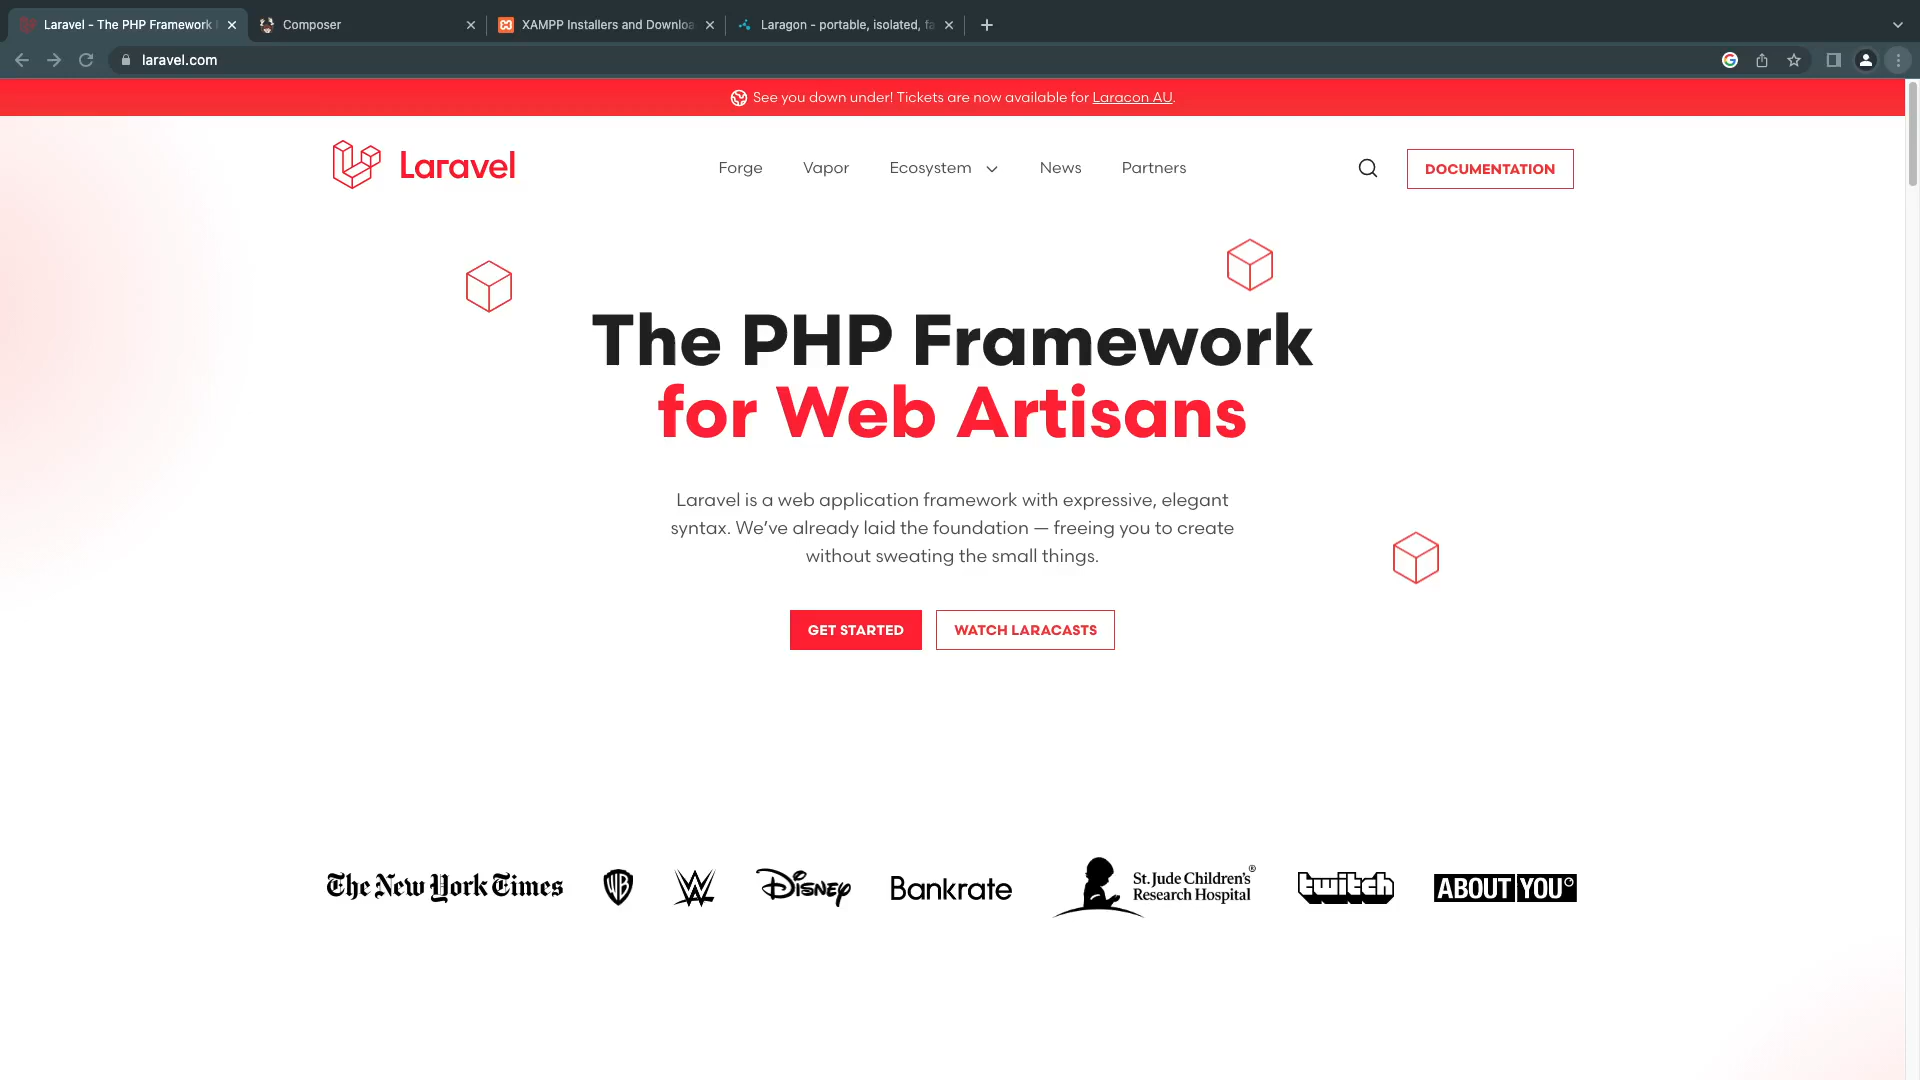 Laravel - The PHP Framework
Composer
XAMPP Installers and Downloa
Laragon - portable, isolated, fa
laravel.com
See you down under! Tickets are now available for Laracon AU.
Laravel
Forge
Vapor
Ecosystem
News
Partners
DOCUMENTATION
The PHP Framework
for Web Artisans
Laravel is a web application framework with expressive, elegant
syntax. We’ve already laid the foundation — freeing you to create
without sweating the small things.
GET STARTED
WATCH LARACASTS
The New York Times
WB
W
Disney
Bankrate
St. Jude Children's®
Research Hospital
twitch
ABOUT YOU°